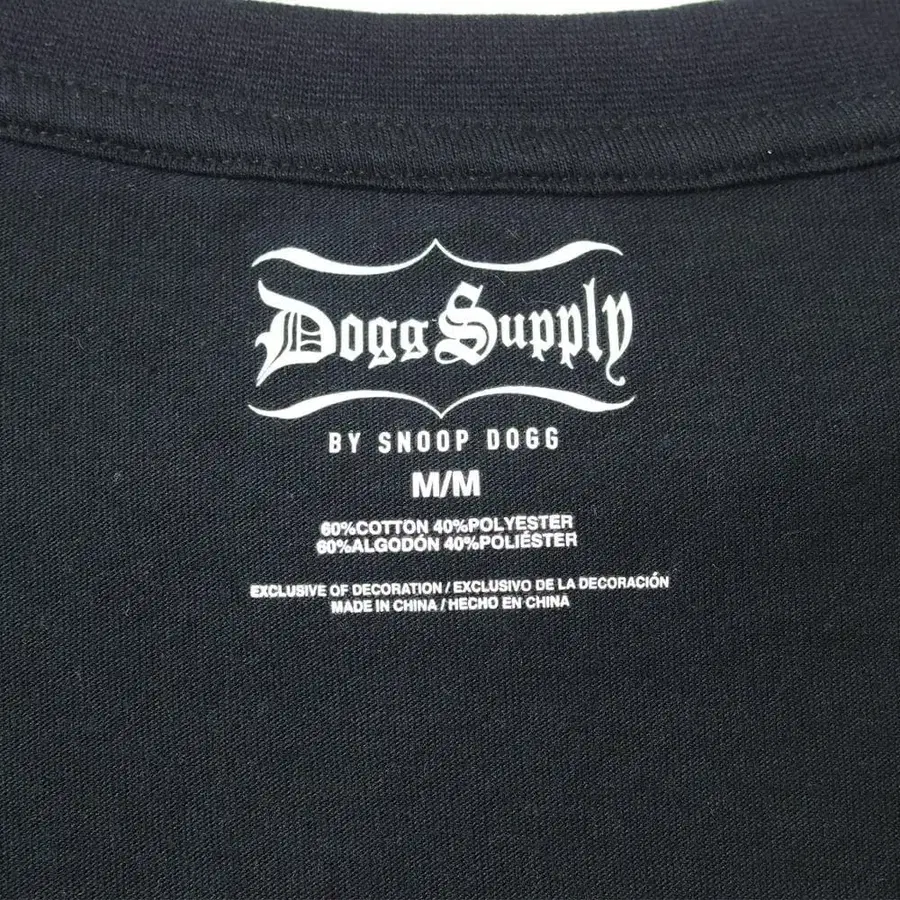 Dogg Supply
BY SNOOP DOGG
M/M
60%COTTON 40%POLYESTER
60%ALGODÓN 40%POLIÉSTER
EXCLUSIVE OF DECORATION / EXCLUSIVO DE LA DECORACIÓN
MADE IN CHINA / HECHO EN CHINA